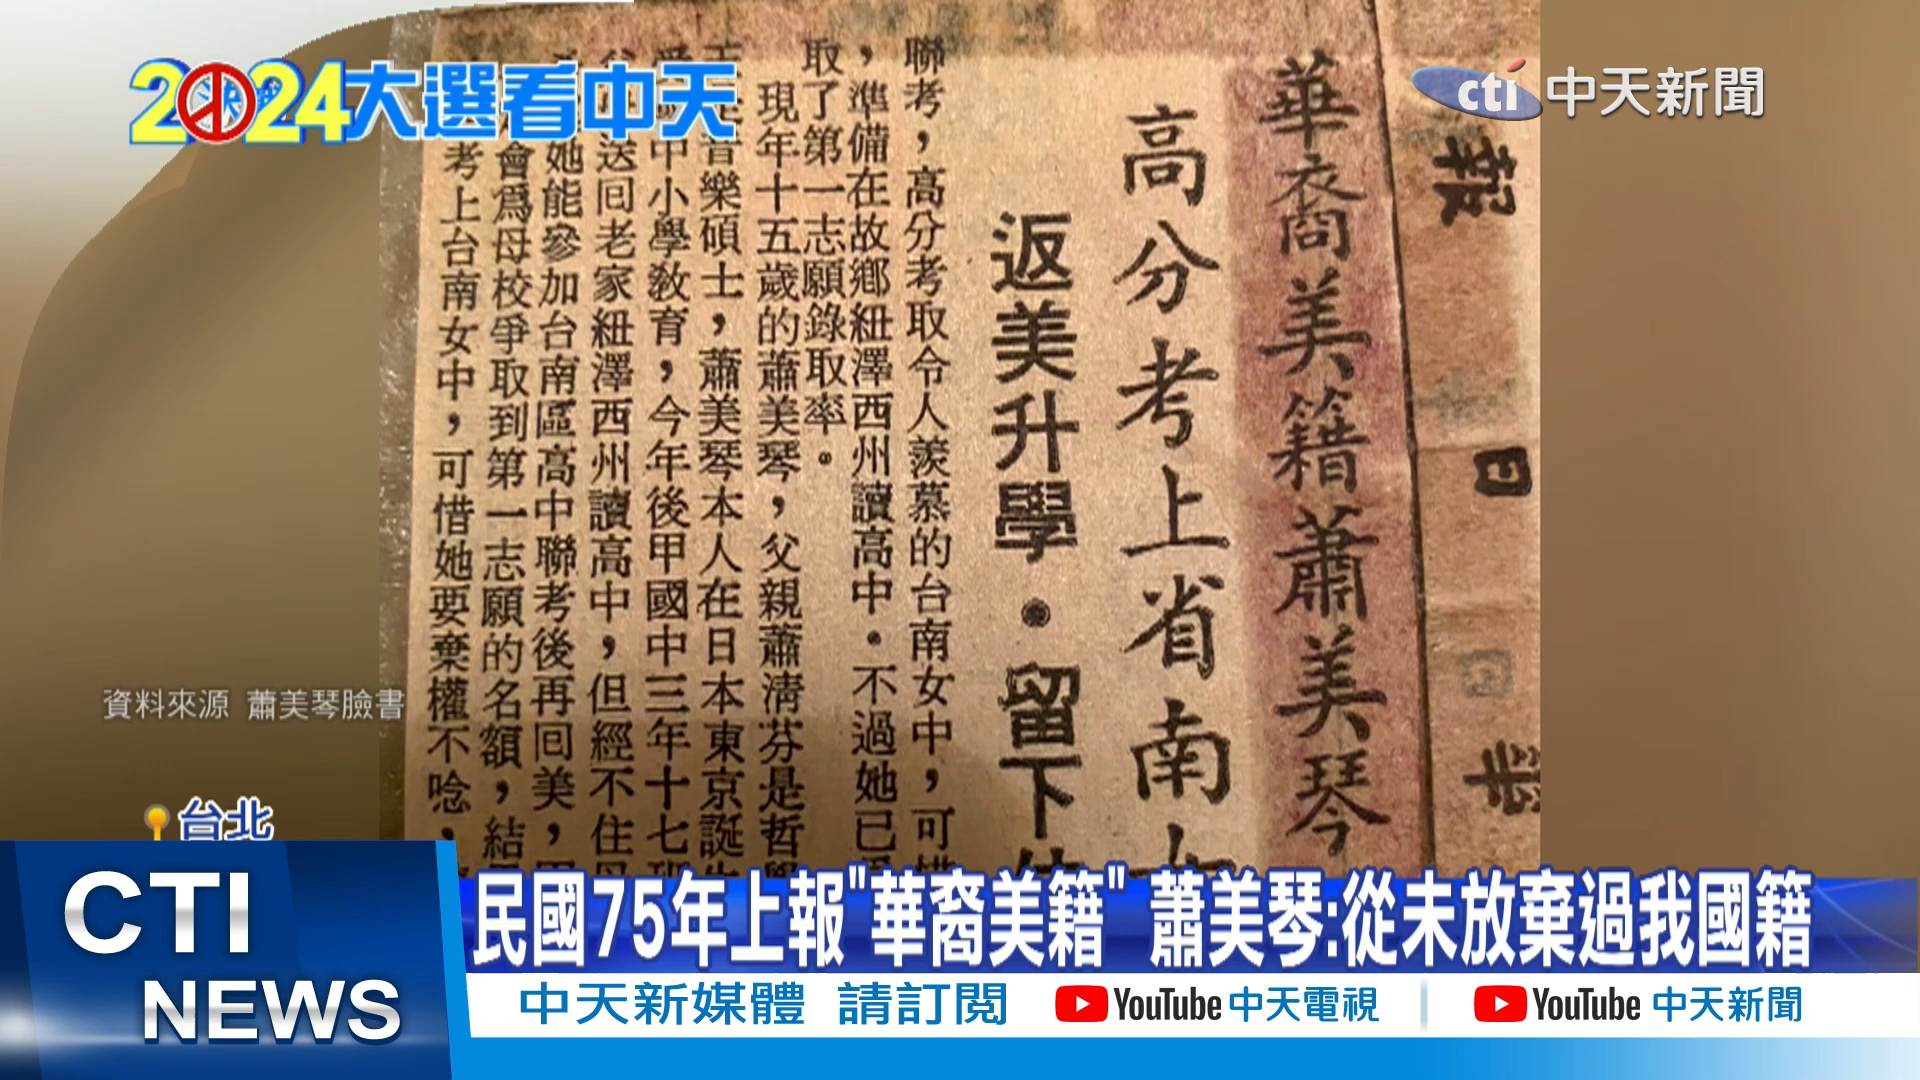 2024大選看中天
cti 中天新聞
報
日
華裔美籍蕭美琴
高分考上省南
返美升學・留下
聯考，高分考取令人羨慕的台南女中，可惜
，準備在故鄉紐澤西州讀高中。不過她已
取了第一志願錄取率。
現年十五歲的蕭美琴，父親蕭清芬是哲學
音樂碩士，蕭美琴本人在日本東京誕生
中小學教育，今年後甲國中三年十七班
送回老家紐澤西州讀高中，但經不住母
她能參加台南區高中聯考後再回美，
會爲母校爭取到第一志願的名額，結
考上台南女中，可惜她要棄權不唸，
資料來源 蕭美琴臉書
台北
CTI NEWS
民國75年上報"華裔美籍" 蕭美琴:從未放棄過我國籍
中天新媒體 請訂閱 YouTube 中天電視 | YouTube 中天新聞